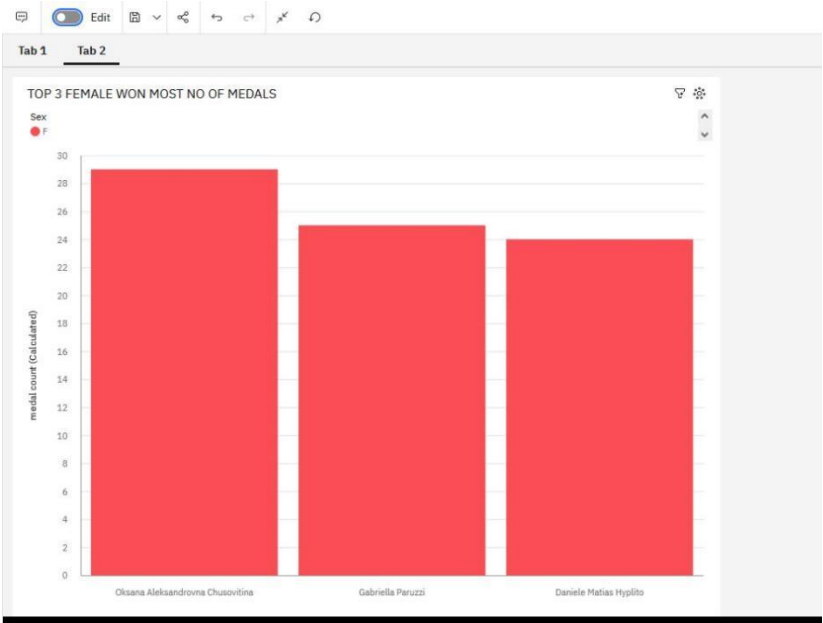 Edit
Tab 1 Tab 2
TOP 3 FEMALE WON MOST NO OF MEDALS
Sex
F
30
28
26
24
22
20
18
16
14
12
10
8
6
4
2
0
medal count (Calculated)
Oksana Aleksandrovna Chusovitina Gabriella Paruzzi Daniele Matias Hyplito